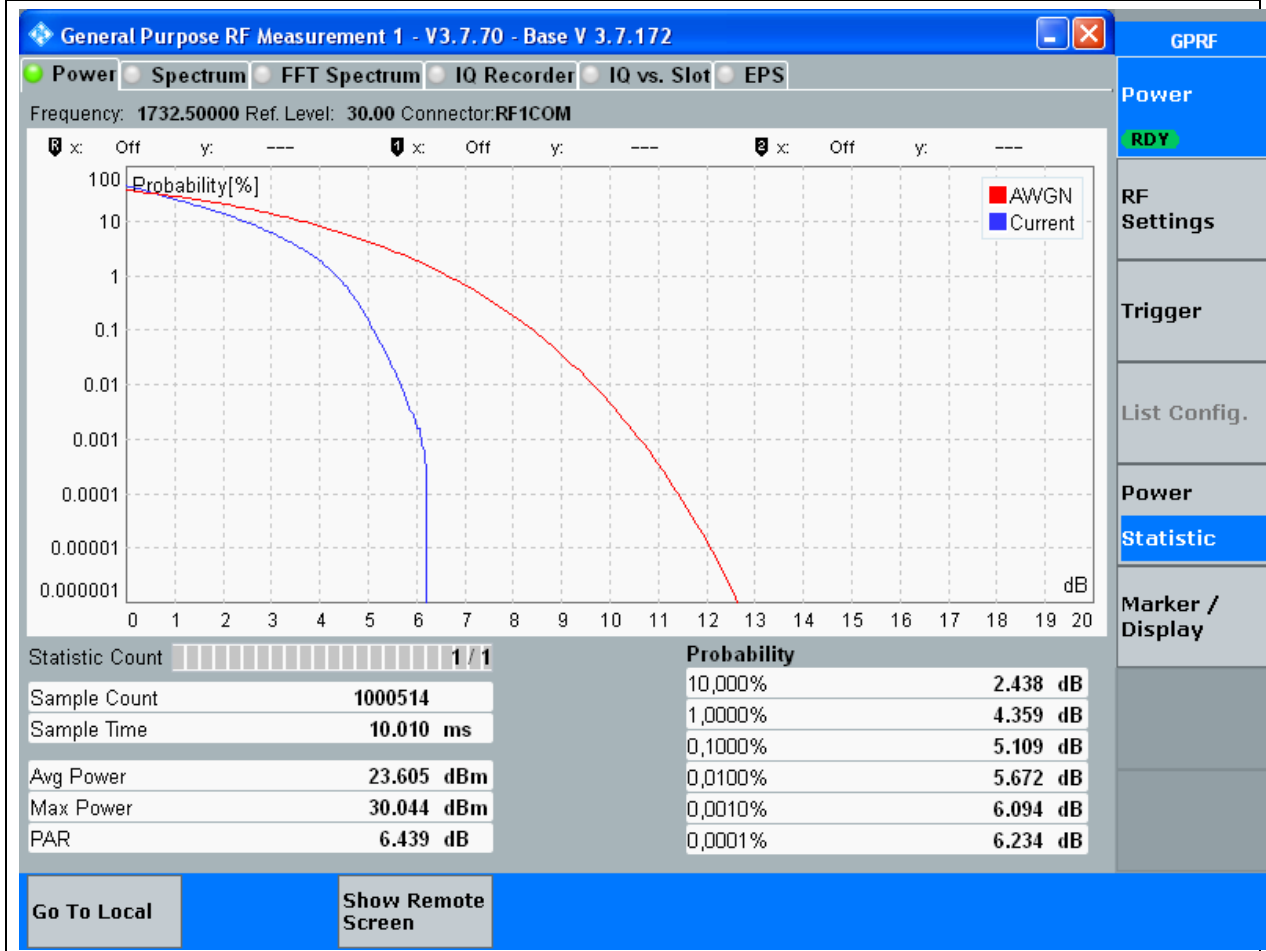 General Purpose RF Measurement 1 - V3.7.70 - Base V 3.7.172
GPRF
Power Spectrum FFT Spectrum IQ Recorder IQ vs. Slot EPS
Frequency: 1732.50000 Ref. Level: 30.00 Connector:RF1COM
R x: Off y: --- 1 x: Off y: --- 2 x: Off y: ---
Probability[%]
AWGN
Current
100
10
1
0.1
0.01
0.001
0.0001
0.00001
0.000001
dB
0 1 2 3 4 5 6 7 8 9 10 11 12 13 14 15 16 17 18 19 20
Statistic Count 1 / 1
Sample Count 1000514
Sample Time 10.010 ms
Avg Power 23.605 dBm
Max Power 30.044 dBm
PAR 6.439 dB
Probability
10,000% 2.438 dB
1,0000% 4.359 dB
0,1000% 5.109 dB
0,0100% 5.672 dB
0,0010% 6.094 dB
0,0001% 6.234 dB
Power
RDY
RF
Settings
Trigger
List Config.
Power
Statistic
Marker /
Display
Go To Local
Show Remote
Screen